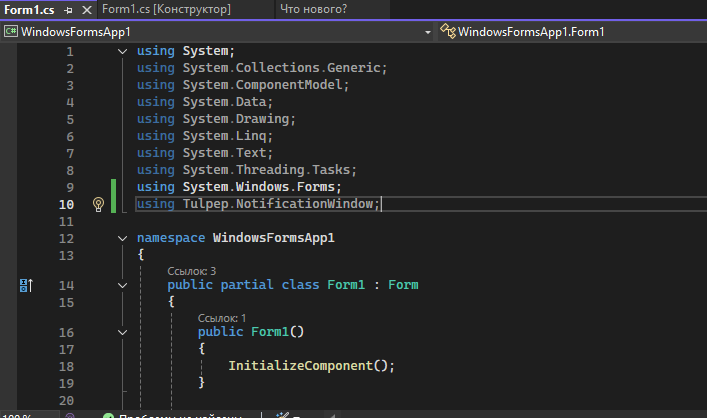 Form1.cs Form1.cs [Конструктор] Что нового?
C# WindowsFormsApp1 WindowsFormsApp1.Form1
1 using System;
2 using System.Collections.Generic;
3 using System.ComponentModel;
4 using System.Data;
5 using System.Drawing;
6 using System.Linq;
7 using System.Text;
8 using System.Threading.Tasks;
9 using System.Windows.Forms;
10 using Tulpep.NotificationWindow;
11
12 namespace WindowsFormsApp1
13 {
Ссылок: 3
14 public partial class Form1 : Form
15 {
Ссылок: 1
16 public Form1()
17 {
18 InitializeComponent();
19 }
20
100 % Проблемы не найдены